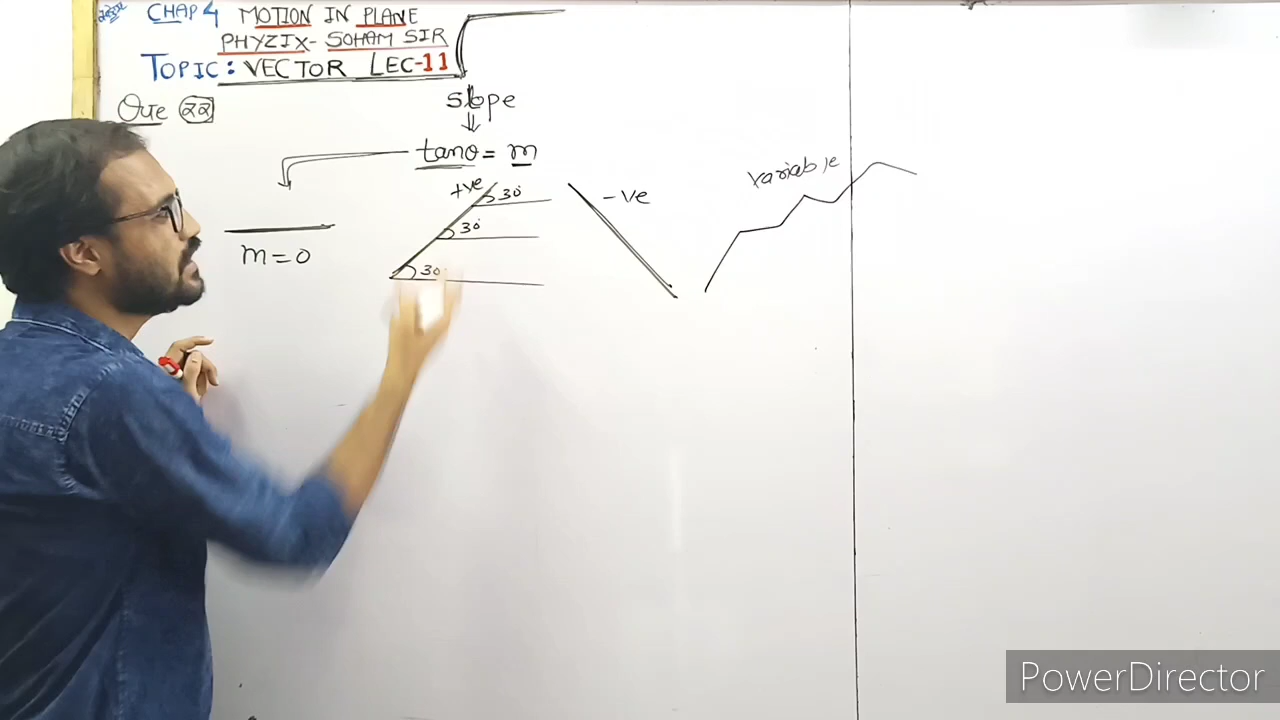 CHAP 4 MOTION IN PLANE
PHYZIX- SOHAM SIR
TOPIC: VECTOR LEC-11
Que २२
slope
tanθ = m
m = 0
+ve
30°
30°
30
-ve
variable
PowerDirector